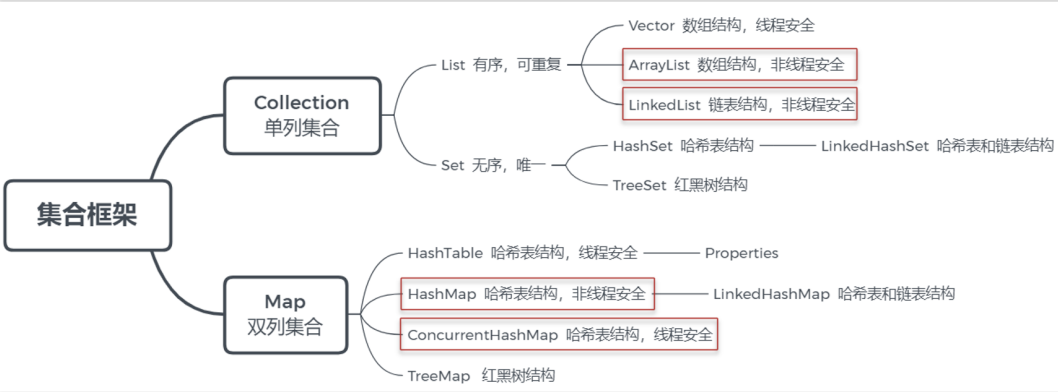 集合框架
Collection
单列集合
List 有序，可重复
Vector 数组结构，线程安全
ArrayList 数组结构，非线程安全
LinkedList 链表结构，非线程安全
Set 无序，唯一
HashSet 哈希表结构
LinkedHashSet 哈希表和链表结构
TreeSet 红黑树结构
Map
双列集合
HashTable 哈希表结构，线程安全
Properties
HashMap 哈希表结构，非线程安全
LinkedHashMap 哈希表和链表结构
ConcurrentHashMap 哈希表结构，线程安全
TreeMap 红黑树结构